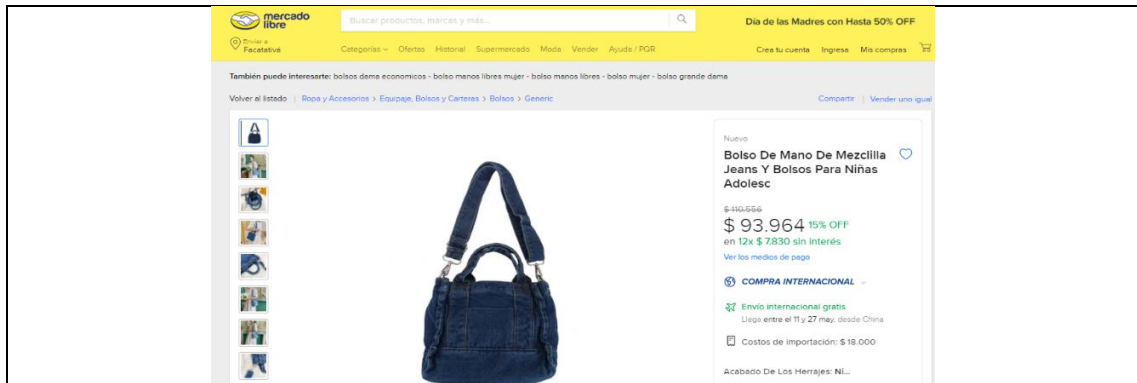 mercado
libre
Buscar productos, marcas y más...
Día de las Madres con Hasta 50% OFF
Enviar a
Facatativá
Categorías Ofertas Historial Supermercado Moda Vender Ayuda / PQR
Crea tu cuenta Ingresa Mis compras
También puede interesarte: bolsos dama economicos - bolso manos libres mujer - bolso manos libres - bolso mujer - bolso grande dama
Volver al listado | Ropa y Accesorios > Equipaje, Bolsos y Carteras > Bolsos > Generic
Compartir | Vender uno igual
Nuevo
Bolso De Mano De Mezclilla
Jeans Y Bolsos Para Niñas
Adolesc
$ 110.556
$ 93.964 15% OFF
en 12x $ 7.830 sin interés
Ver los medios de pago
COMPRA INTERNACIONAL
Envío internacional gratis
Llega entre el 11 y 27 may. desde China
Costos de importación: $ 18.000
Acabado De Los Herrajes: Ní...